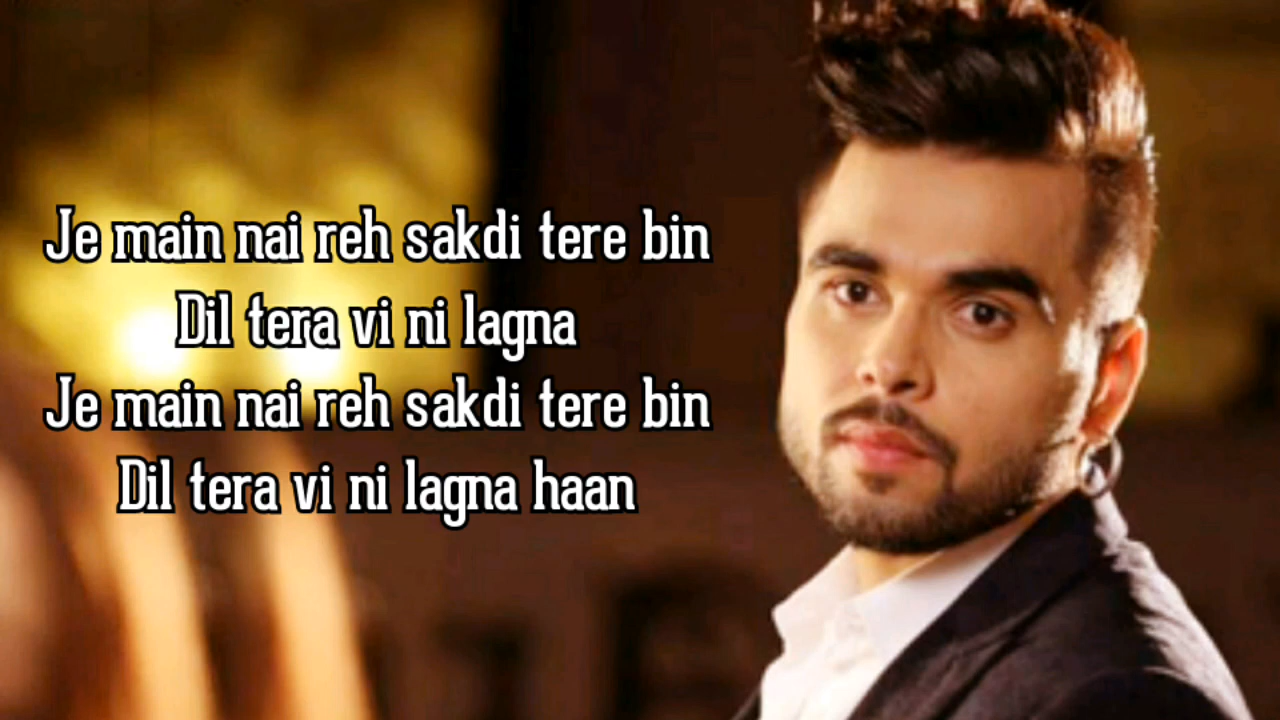 Je main nai reh sakdi tere bin
Dil tera vi ni lagna
Je main nai reh sakdi tere bin
Dil tera vi ni lagna haan